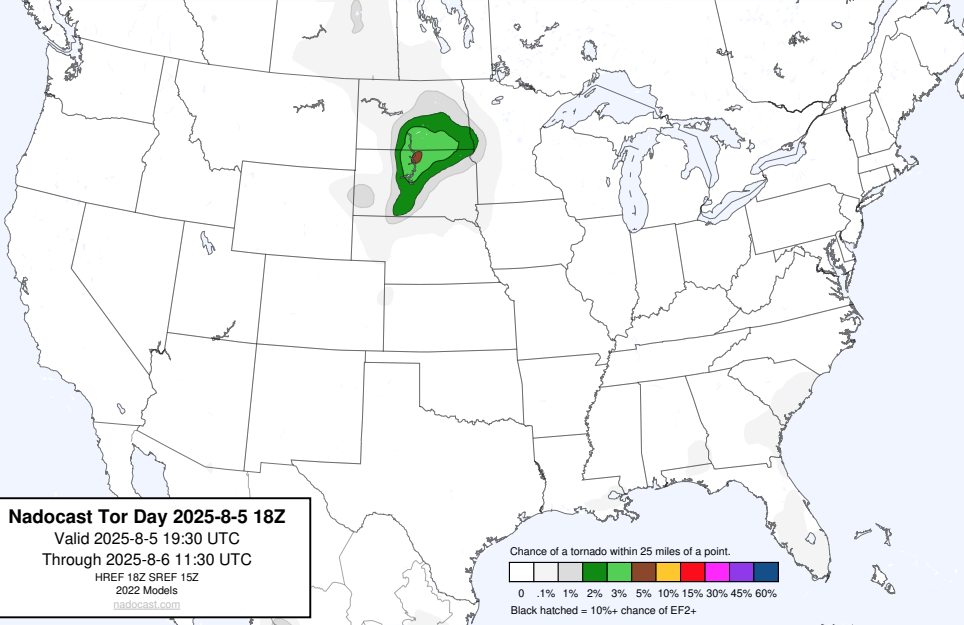 Nadocast Tor Day 2025-8-5 18Z
Valid 2025-8-5 19:30 UTC
Through 2025-8-6 11:30 UTC
HREF 18Z SREF 15Z
2022 Models
nadocast.com
Chance of a tornado within 25 miles of a point.
0 .1% 1% 2% 3% 5% 10% 15% 30% 45% 60%
Black hatched = 10%+ chance of EF2+